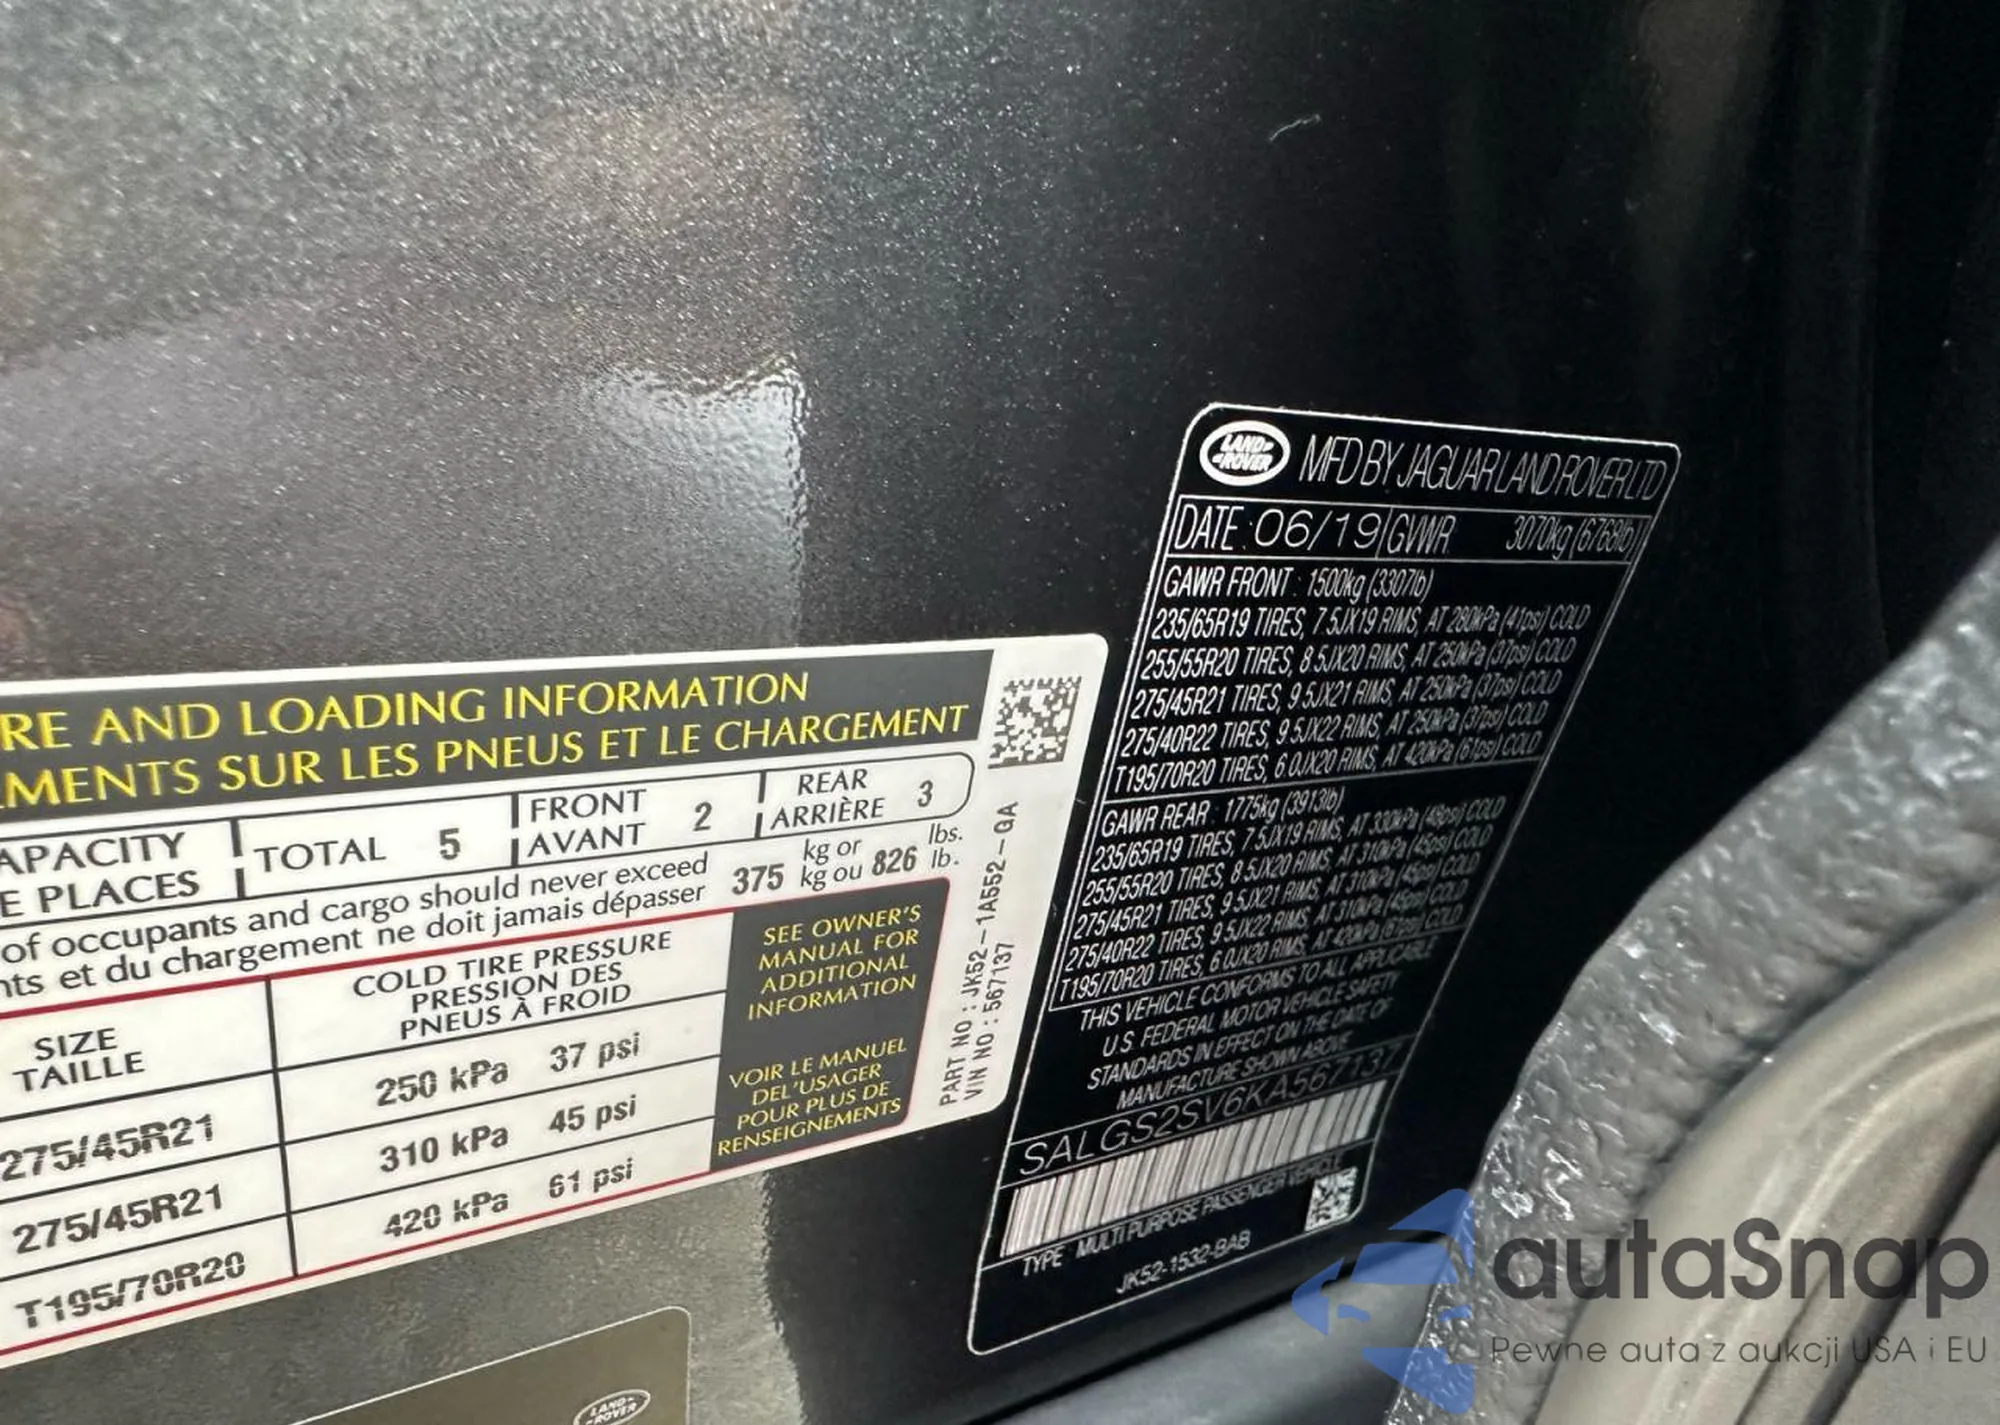 RE AND LOADING INFORMATION
EMENTS SUR LES PNEUS ET LE CHARGEMENT
APACITY
E PLACES
TOTAL 5
FRONT
AVANT 2
REAR
ARRIÈRE 3
of occupants and cargo should never exceed
nts et du chargement ne doit jamais dépasser
375 kg or
kg ou 826 lbs.
lb.
SIZE
TAILLE
COLD TIRE PRESSURE
PRESSION DES
PNEUS À FROID
275/45R21 250 kPa 37 psi
275/45R21 310 kPa 45 psi
T195/70R20 420 kPa 61 psi
SEE OWNER'S
MANUAL FOR
ADDITIONAL
INFORMATION
VOIR LE MANUEL
DEL'USAGER
POUR PLUS DE
RENSEIGNEMENTS
PART NO : JK52-1A552-GA
VIN NO : 567137
LAND
ROVER
MFD BY JAGUAR LAND ROVER LTD
DATE : 06/19 GVWR 3070kg (6768lb)
GAWR FRONT : 1500kg (3307lb)
235/65R19 TIRES, 7.5JX19 RIMS, AT 280kPa (41psi) COLD
255/55R20 TIRES, 8.5JX20 RIMS, AT 250kPa (37psi) COLD
275/45R21 TIRES, 9.5JX21 RIMS, AT 250kPa (37psi) COLD
275/40R22 TIRES, 9.5JX22 RIMS, AT 250kPa (37psi) COLD
T195/70R20 TIRES, 6.0JX20 RIMS, AT 420kPa (61psi) COLD
GAWR REAR : 1775kg (3913lb)
235/65R19 TIRES, 7.5JX19 RIMS, AT 330kPa (48psi) COLD
255/55R20 TIRES, 8.5JX20 RIMS, AT 310kPa (45psi) COLD
275/45R21 TIRES, 9.5JX21 RIMS, AT 310kPa (45psi) COLD
275/40R22 TIRES, 9.5JX22 RIMS, AT 310kPa (45psi) COLD
T195/70R20 TIRES, 6.0JX20 RIMS, AT 420kPa (61psi) COLD
THIS VEHICLE CONFORMS TO ALL APPLICABLE
U.S. FEDERAL MOTOR VEHICLE SAFETY
STANDARDS IN EFFECT ON THE DATE OF
MANUFACTURE SHOWN ABOVE
SALGS2SV6KA567137
TYPE MULTI PURPOSE PASSENGER VEHICLE
JK52-1532-BAB
LAND
ROVER
autaSnap
Pewne auta z aukcji USA i EU